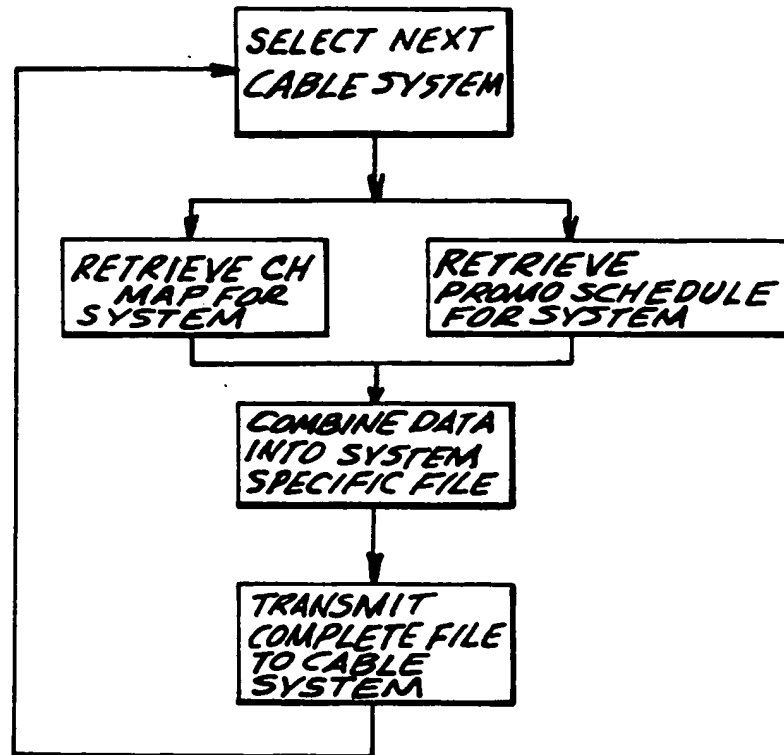 SELECT NEXT
CABLE SYSTEM
RETRIEVE CH
MAP FOR
SYSTEM
RETRIEVE
PROMO SCHEDULE
FOR SYSTEM
COMBINE DATA
INTO SYSTEM
SPECIFIC FILE
TRANSMIT
COMPLETE FILE
TO CABLE
SYSTEM